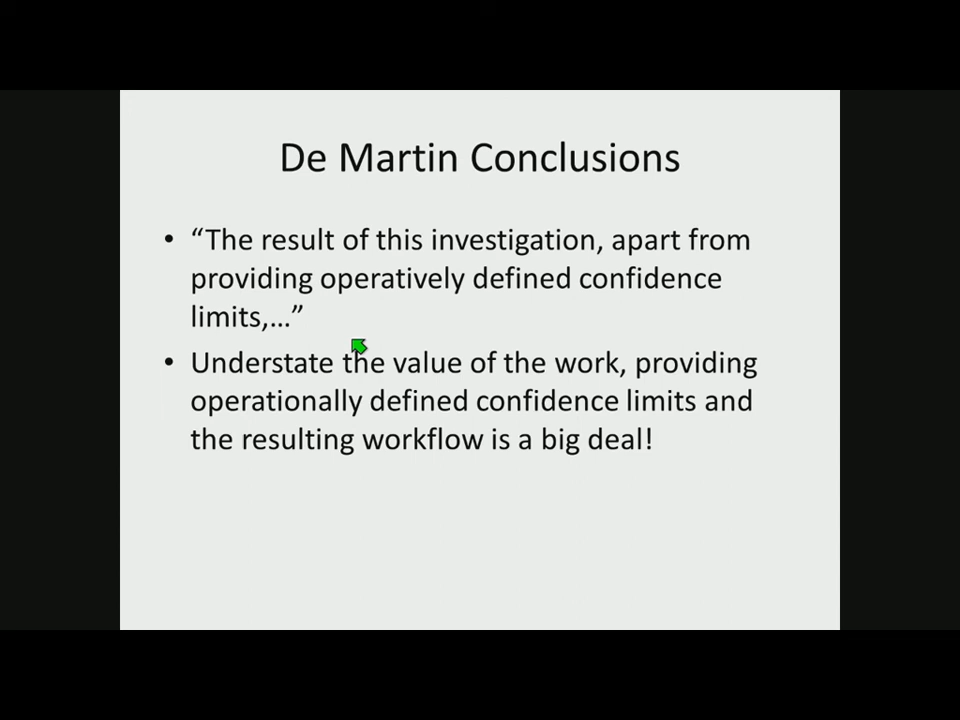 De Martin Conclusions
• “The result of this investigation, apart from
providing operatively defined confidence
limits,…”
• Understate the value of the work, providing
operationally defined confidence limits and
the resulting workflow is a big deal!